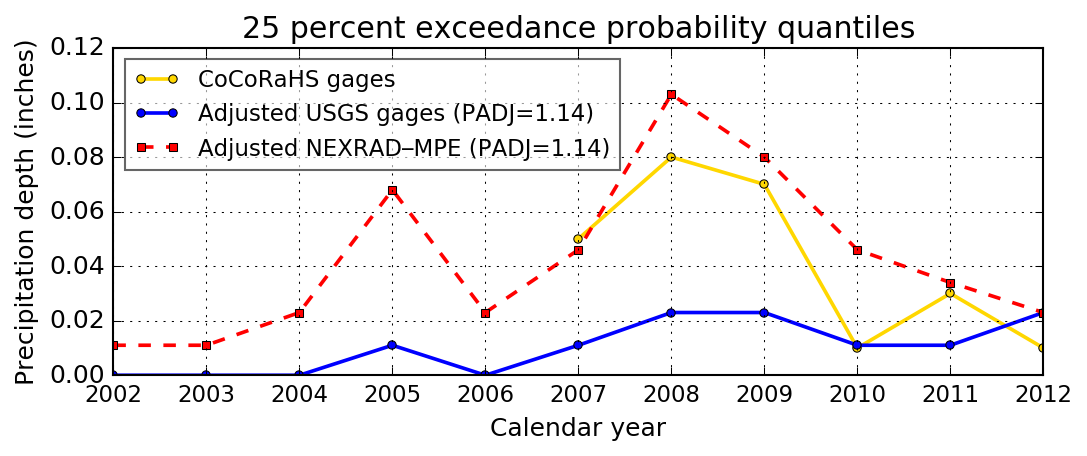 25 percent exceedance probability quantiles
Precipitation depth (inches)
0.12
0.10
0.08
0.06
0.04
0.02
0.00
CoCoRaHS gages
Adjusted USGS gages (PADJ=1.14)
Adjusted NEXRAD–MPE (PADJ=1.14)
2002 2003 2004 2005 2006 2007 2008 2009 2010 2011 2012
Calendar year